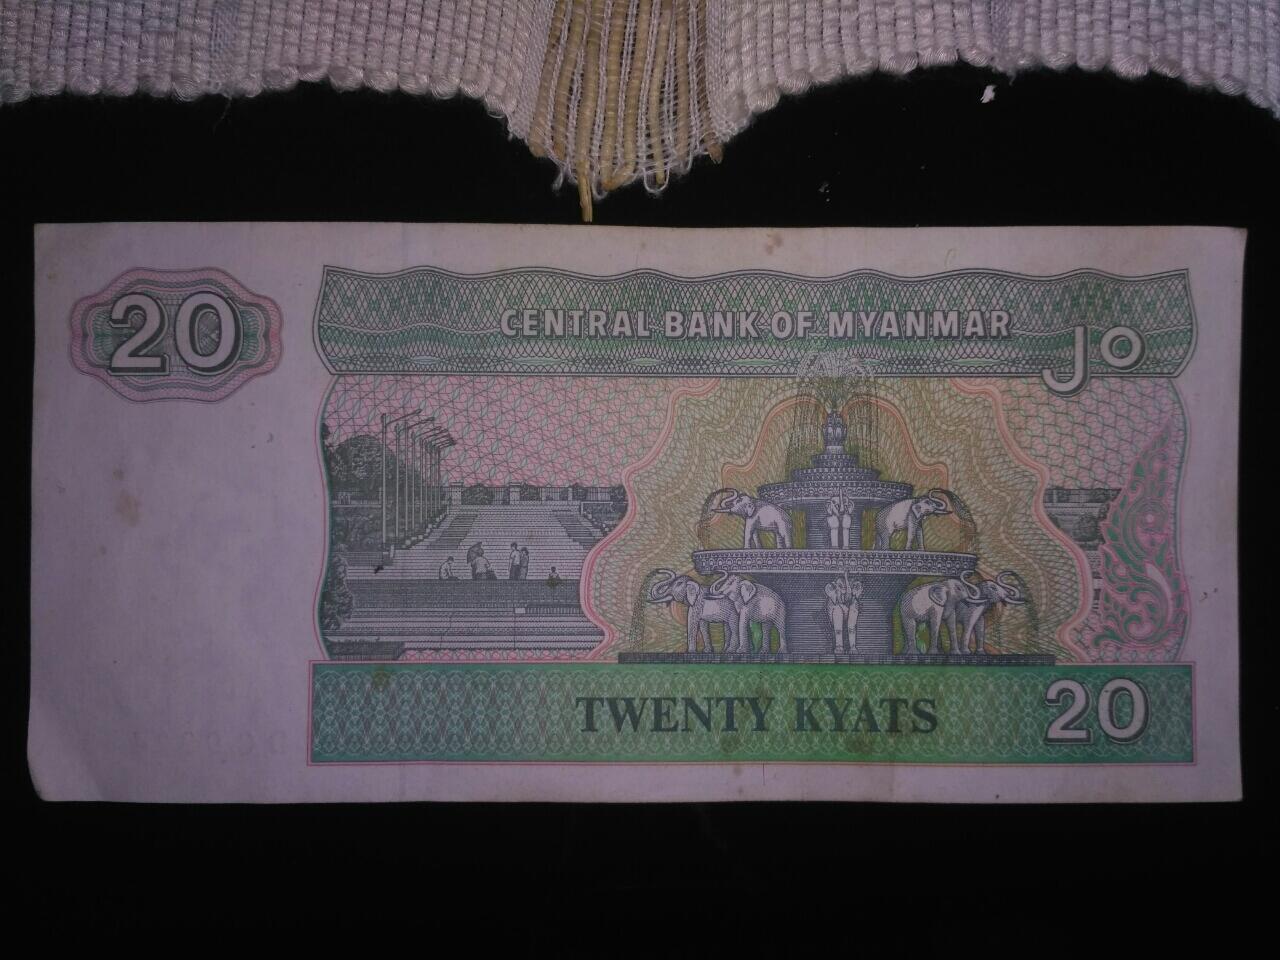 20
CENTRAL BANK OF MYANMAR
၂၀
TWENTY KYATS
20